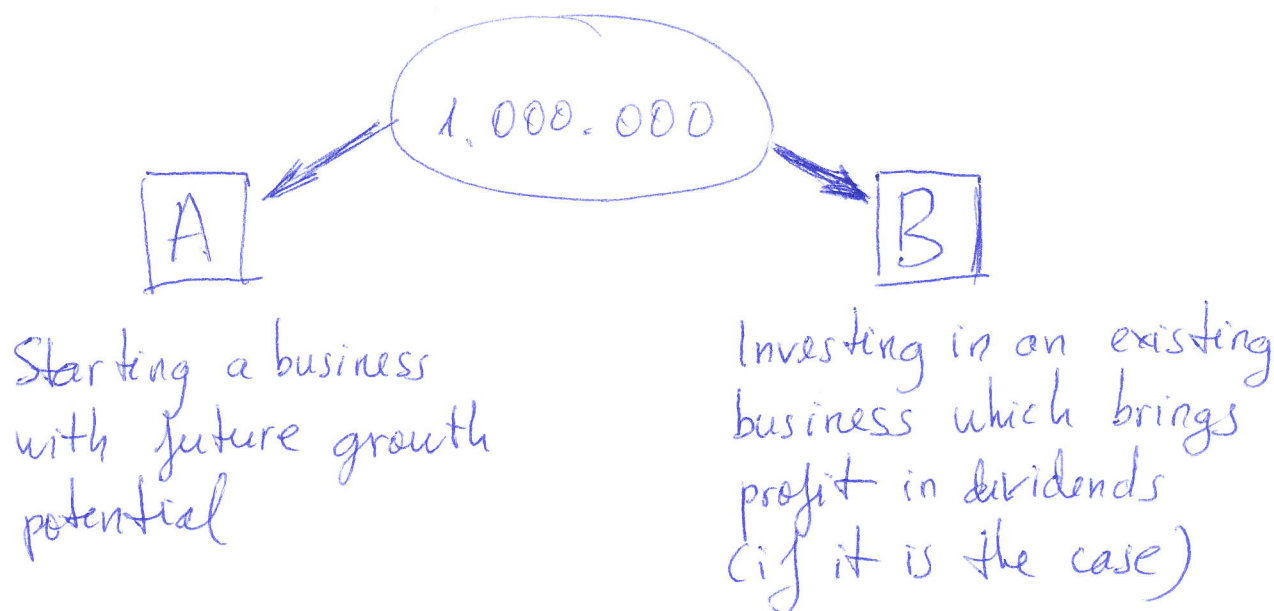 1.000.000
A
B
Starting a business
with future growth
potential
Investing in an existing
business which brings
profit in dividends
(if it is the case)